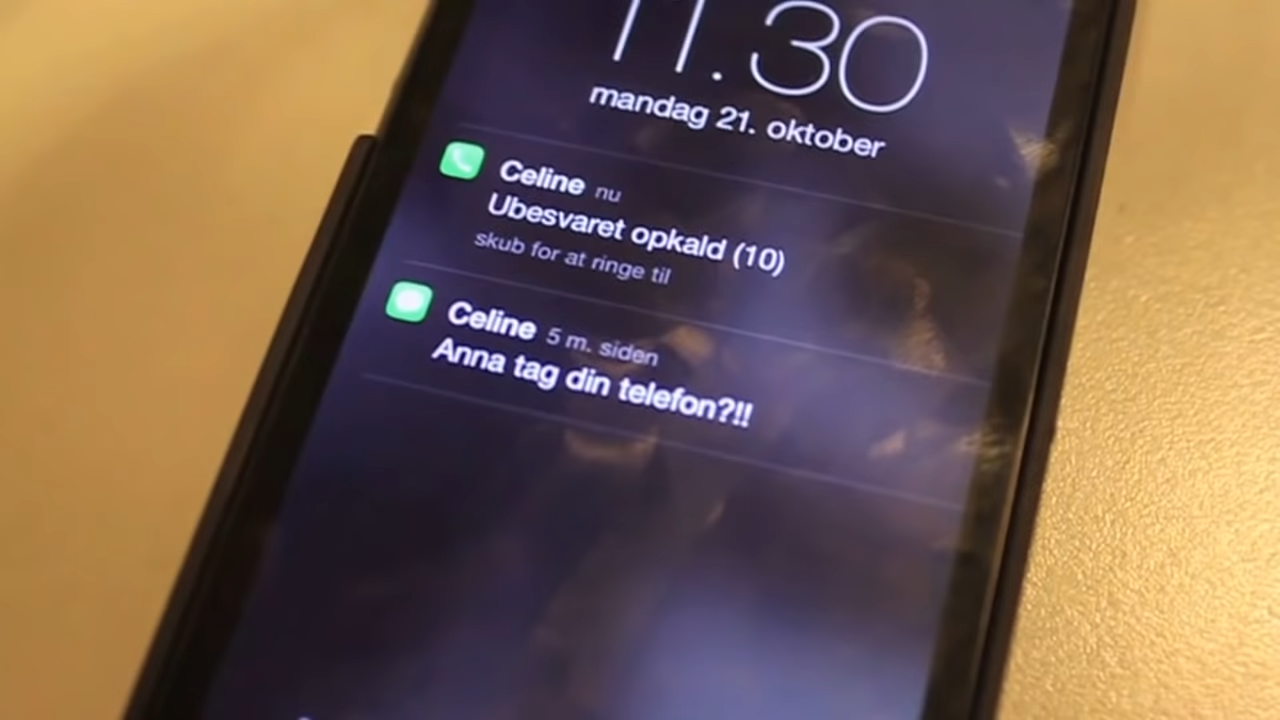 11.30
mandag 21. oktober
Celine nu
Ubesvaret opkald (10)
skub for at ringe til
Celine 5 m. siden
Anna tag din telefon?!!